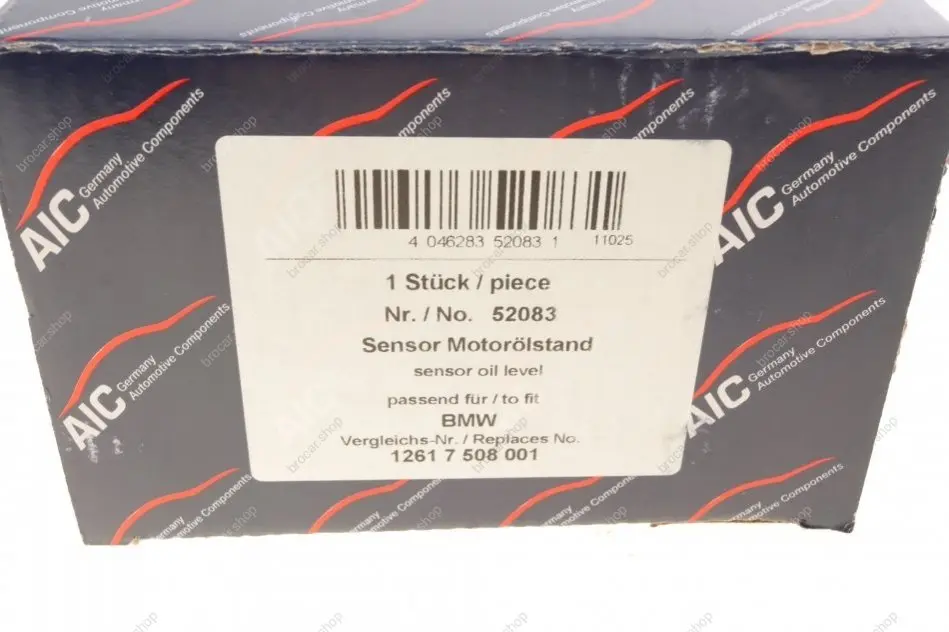 AIC Germany
Automotive Components
4 046283 52083 1 11025
1 Stück / piece
Nr. / No. 52083
Sensor Motorölstand
sensor oil level
passend für / to fit
BMW
Vergleichs-Nr. / Replaces No.
1261 7 508 001
AIC Germany
Automotive Components
AIC Germany
Automotive Components
AIC Germany
Automotive Components
brocar.shop